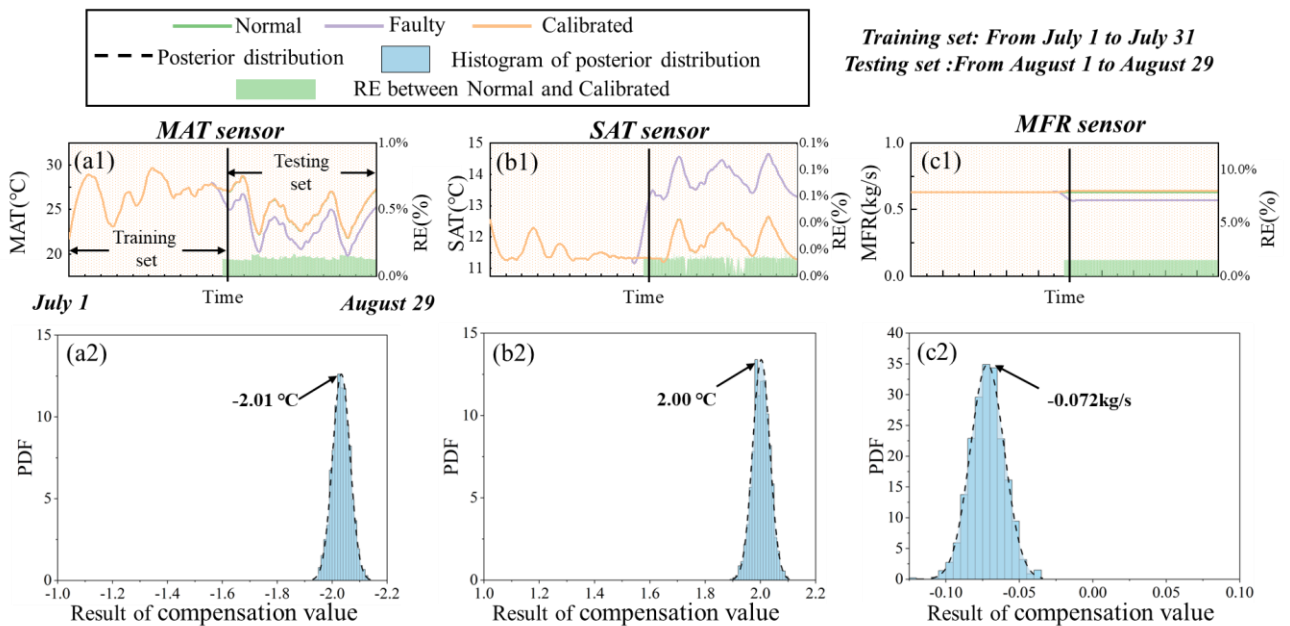 Normal
Faulty
Calibrated
Posterior distribution
Histogram of posterior distribution
RE between Normal and Calibrated
Training set: From July 1 to July 31
Testing set :From August 1 to August 29
MAT sensor
(a1)
MAT(°C)
30
25
20
Testing
set
Training
set
1.0%
0.5%
0.0%
RE(%)
Time
July 1
August 29
SAT sensor
(b1)
SAT(°C)
15
14
13
12
11
0.1%
0.1%
0.1%
0.0%
0.0%
0.0%
RE(%)
Time
MFR sensor
(c1)
MFR(kg/s)
1.0
0.5
0.0
10.0%
5.0%
0.0%
RE(%)
Time
(a2)
PDF
15
10
5
0
-2.01 °C
-1.0
-1.2
-1.4
-1.6
-1.8
-2.0
-2.2
Result of compensation value
(b2)
PDF
15
10
5
0
2.00 °C
1.0
1.2
1.4
1.6
1.8
2.0
2.2
Result of compensation value
(c2)
PDF
40
35
30
25
20
15
10
5
0
-0.072kg/s
-0.10
-0.05
0.00
0.05
0.10
Result of compensation value